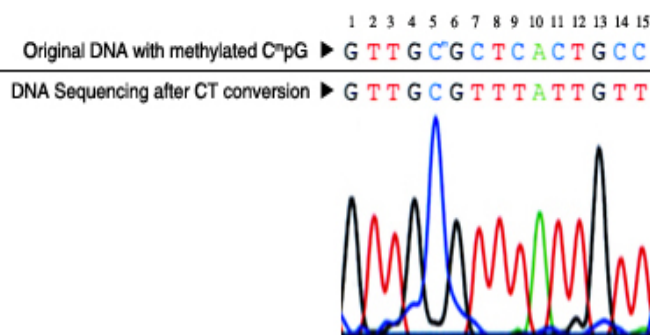 1 2 3 4 5 6 7 8 9 10 11 12 13 14 15
Original DNA with methylated CᵐpG ▶ G T T G Cᵐ G C T C A C T G C C
DNA Sequencing after CT conversion ▶ G T T G C G T T T A T T G T T